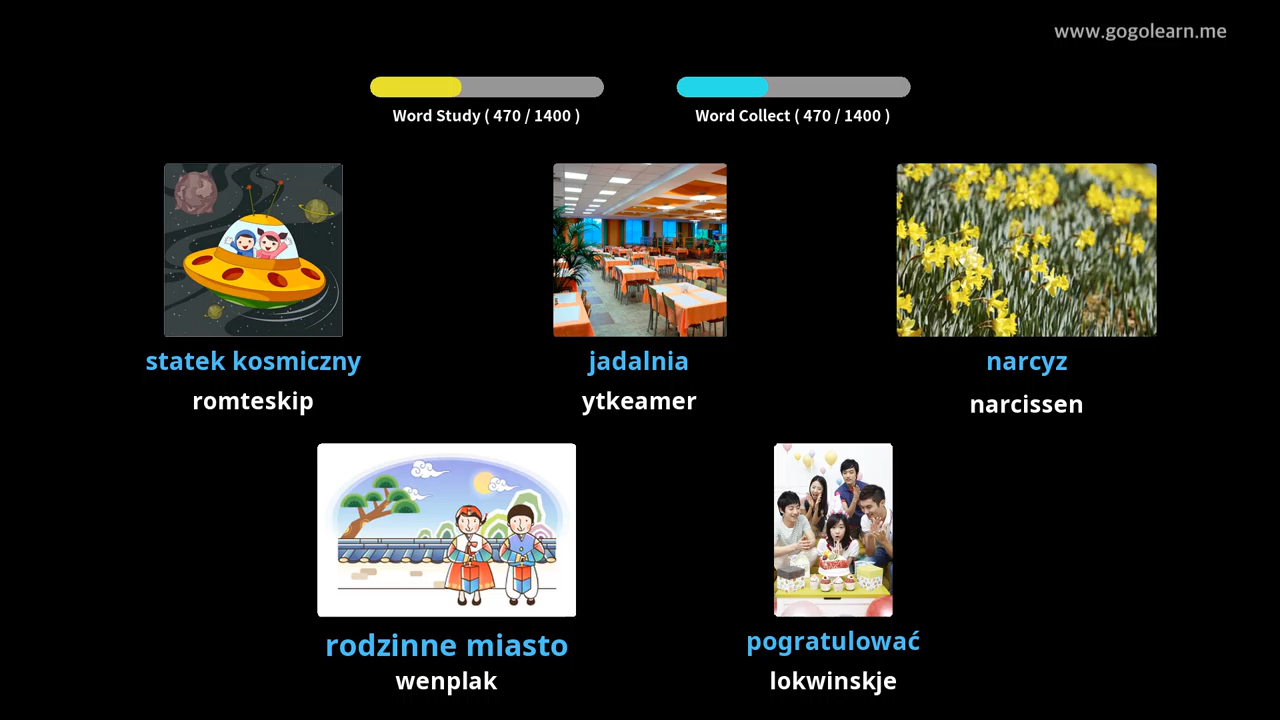 www.gogolearn.me
Word Study ( 470 / 1400 )
Word Collect ( 470 / 1400 )
statek kosmiczny
romteskip
jadalnia
ytkeamer
narcyz
narcissen
rodzinne miasto
wenplak
pogratulować
lokwinskje